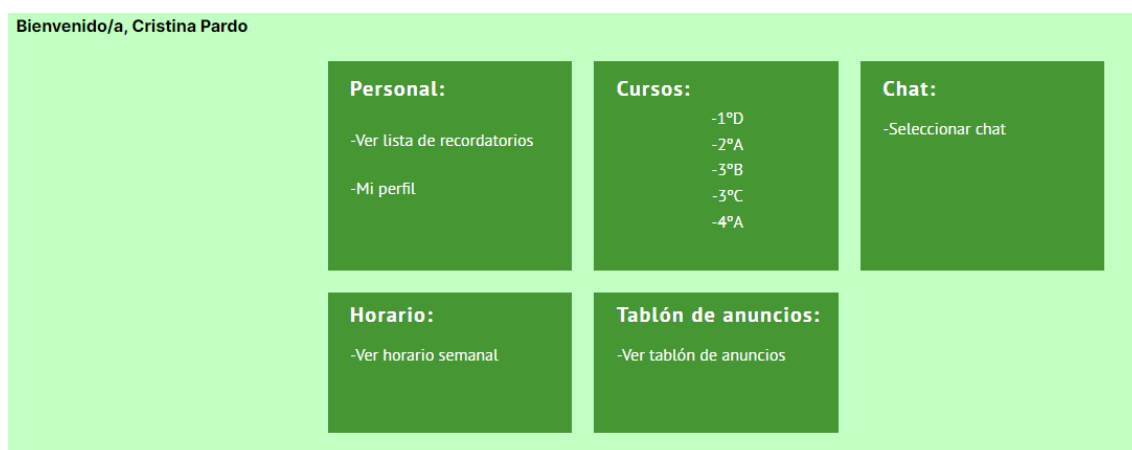 Bienvenido/a, Cristina Pardo
Personal:
-Ver lista de recordatorios
-Mi perfil
Cursos:
-1ºD
-2ºA
-3ºB
-3ºC
-4ºA
Chat:
-Seleccionar chat
Horario:
-Ver horario semanal
Tablón de anuncios:
-Ver tablón de anuncios